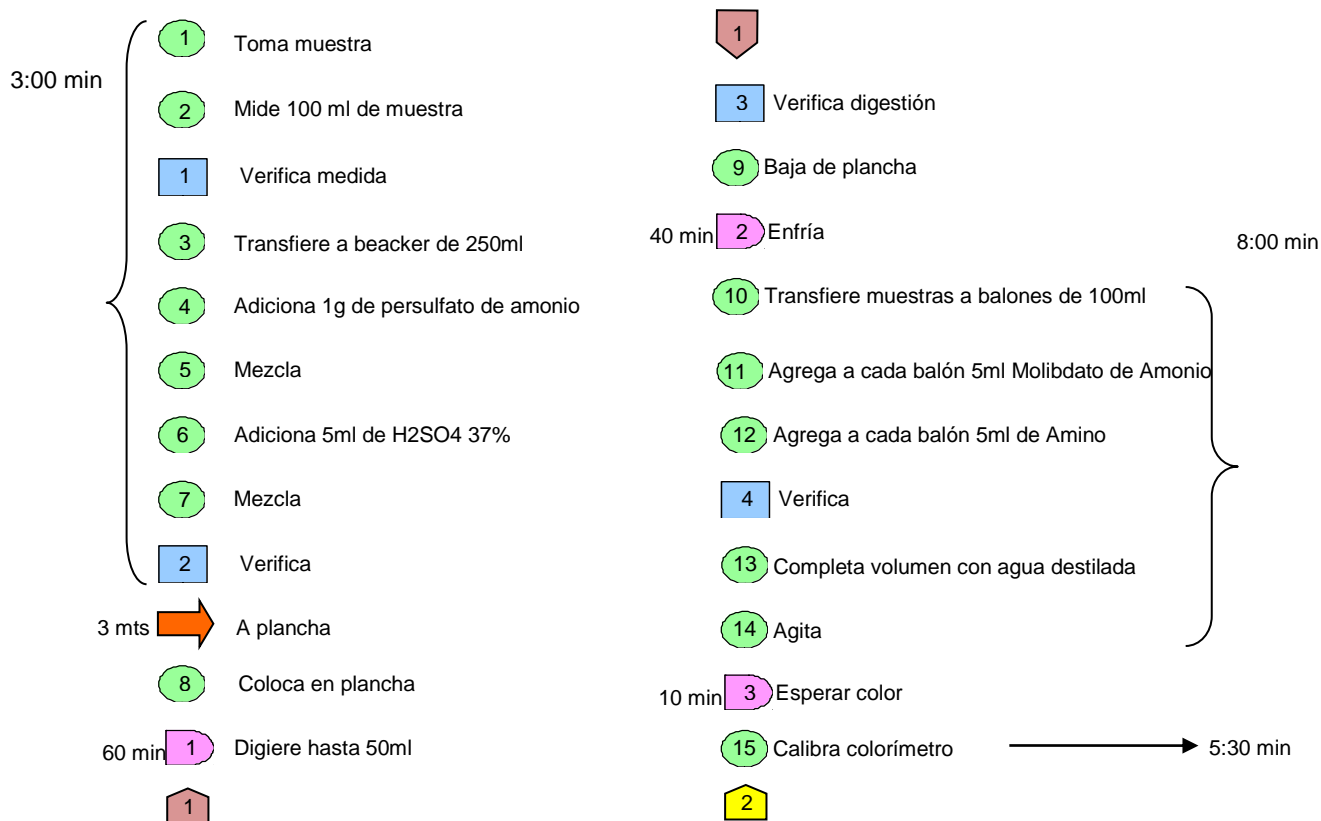 3:00 min
1 Toma muestra
2 Mide 100 ml de muestra
1 Verifica medida
3 Transfiere a beacker de 250ml
4 Adiciona 1g de persulfato de amonio
5 Mezcla
6 Adiciona 5ml de H2SO4 37%
7 Mezcla
2 Verifica
3 mts A plancha
8 Coloca en plancha
60 min 1 Digiere hasta 50ml
1
1
3 Verifica digestión
9 Baja de plancha
40 min 2 Enfría
8:00 min
10 Transfiere muestras a balones de 100ml
11 Agrega a cada balón 5ml Molibdato de Amonio
12 Agrega a cada balón 5ml de Amino
4 Verifica
13 Completa volumen con agua destilada
14 Agita
10 min 3 Esperar color
15 Calibra colorímetro 5:30 min
2